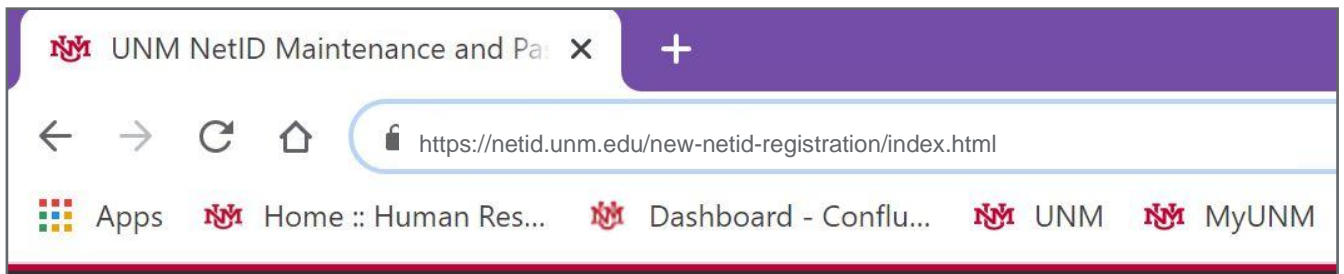 UNM NetID Maintenance and Pa
https://netid.unm.edu/new-netid-registration/index.html
Apps Home :: Human Res... Dashboard - Conflu... UNM MyUNM